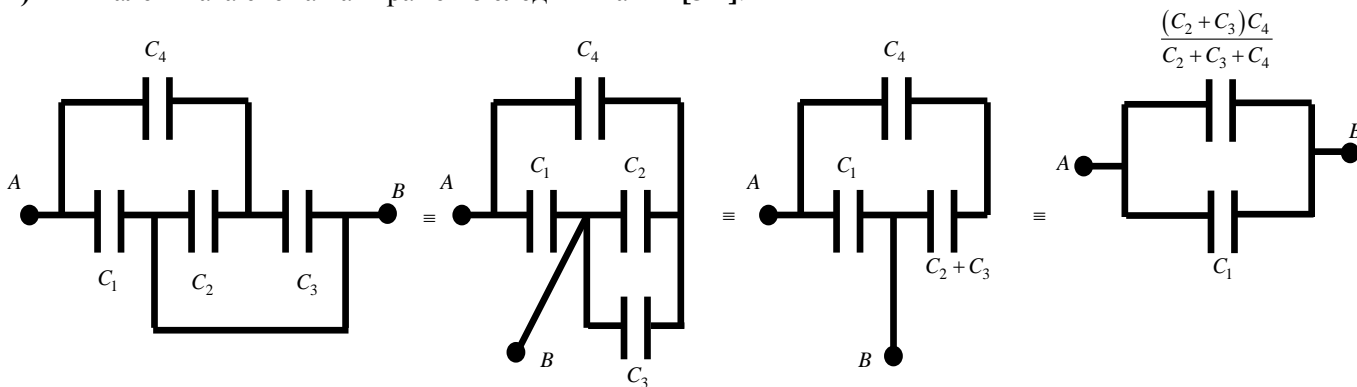 (C₂ + C₃)C₄
C₂ + C₃ + C₄
C₄
C₄
C₄
A
C₁
C₂
C₃
B
≡
A
C₁
C₂
B
C₃
≡
A
C₁
C₂ + C₃
B
≡
A
B
C₁